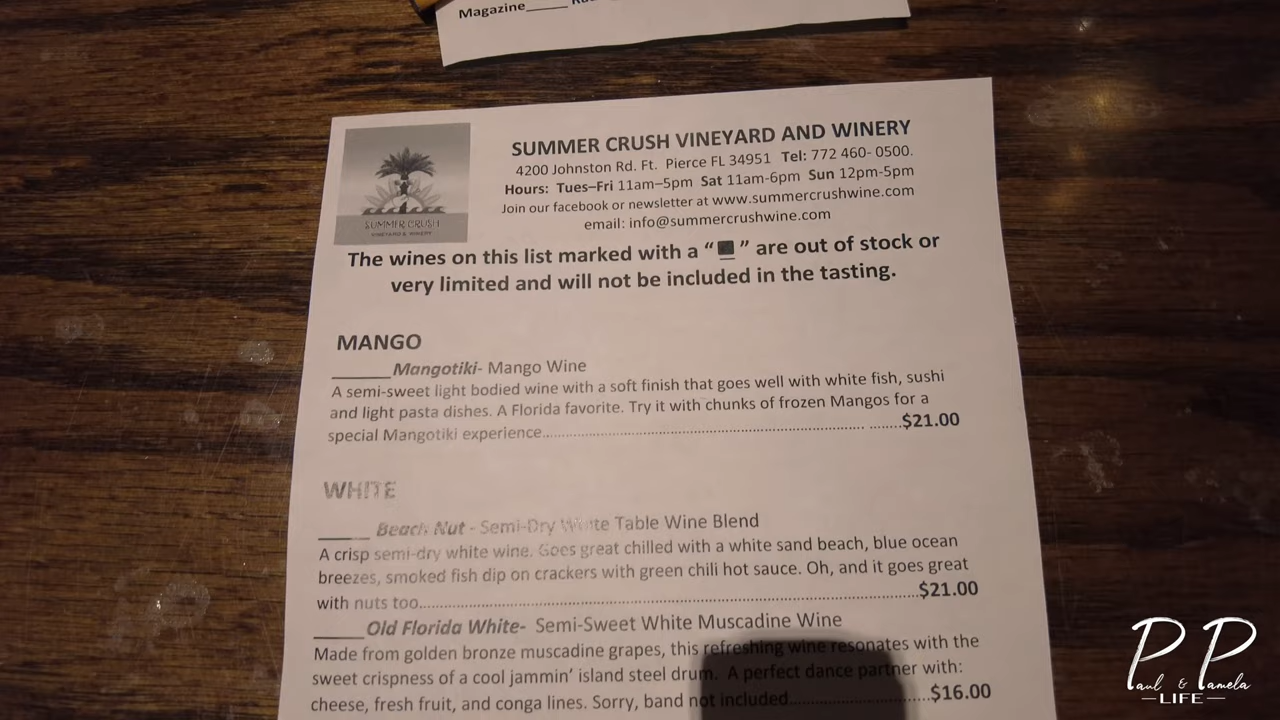 Magazine_____
SUMMER CRUSH
VINEYARD & WINERY
SUMMER CRUSH VINEYARD AND WINERY
4200 Johnston Rd. Ft. Pierce FL 34951 Tel: 772 460- 0500.
Hours: Tues–Fri 11am–5pm Sat 11am-6pm Sun 12pm-5pm
Join our facebook or newsletter at www.summercrushwine.com
email: info@summercrushwine.com
The wines on this list marked with a “■” are out of stock or
very limited and will not be included in the tasting.
MANGO
______Mangotiki- Mango Wine
A semi-sweet light bodied wine with a soft finish that goes well with white fish, sushi
and light pasta dishes. A Florida favorite. Try it with chunks of frozen Mangos for a
special Mangotiki experience...............................................................................$21.00
WHITE
_____ Beach Nut - Semi-Dry White Table Wine Blend
A crisp semi-dry white wine. Goes great chilled with a white sand beach, blue ocean
breezes, smoked fish dip on crackers with green chili hot sauce. Oh, and it goes great
with nuts too...............................................................................................$21.00
_____Old Florida White- Semi-Sweet White Muscadine Wine
Made from golden bronze muscadine grapes, this refreshing wine resonates with the
sweet crispness of a cool jammin’ island steel drum. A perfect dance partner with:
cheese, fresh fruit, and conga lines. Sorry, band not included...........................$16.00
P P
Paul & Pamela
LIFE